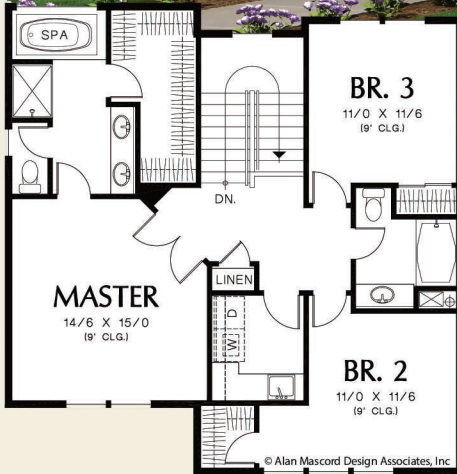 SPA
BR. 3
11/0 X 11/6
(9' CLG.)
DN.
LINEN
MASTER
14/6 X 15/0
(9' CLG.)
D
W
BR. 2
11/0 X 11/6
(9' CLG.)
© Alan Mascord Design Associates, Inc